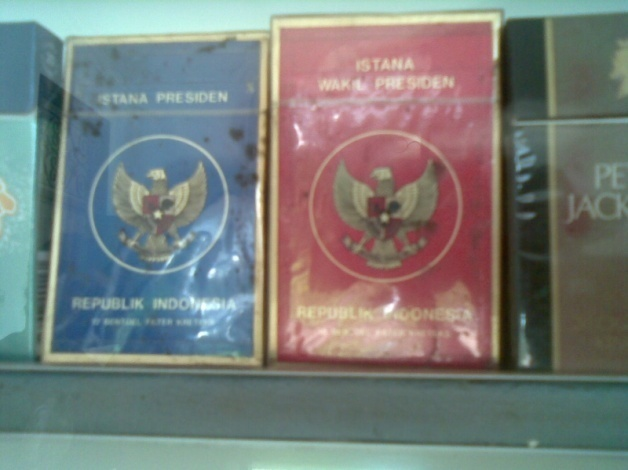 ISTANA PRESIDEN
REPUBLIK INDONESIA
ISTANA
WAKIL PRESIDEN
REPUBLIK INDONESIA
PE
JACK